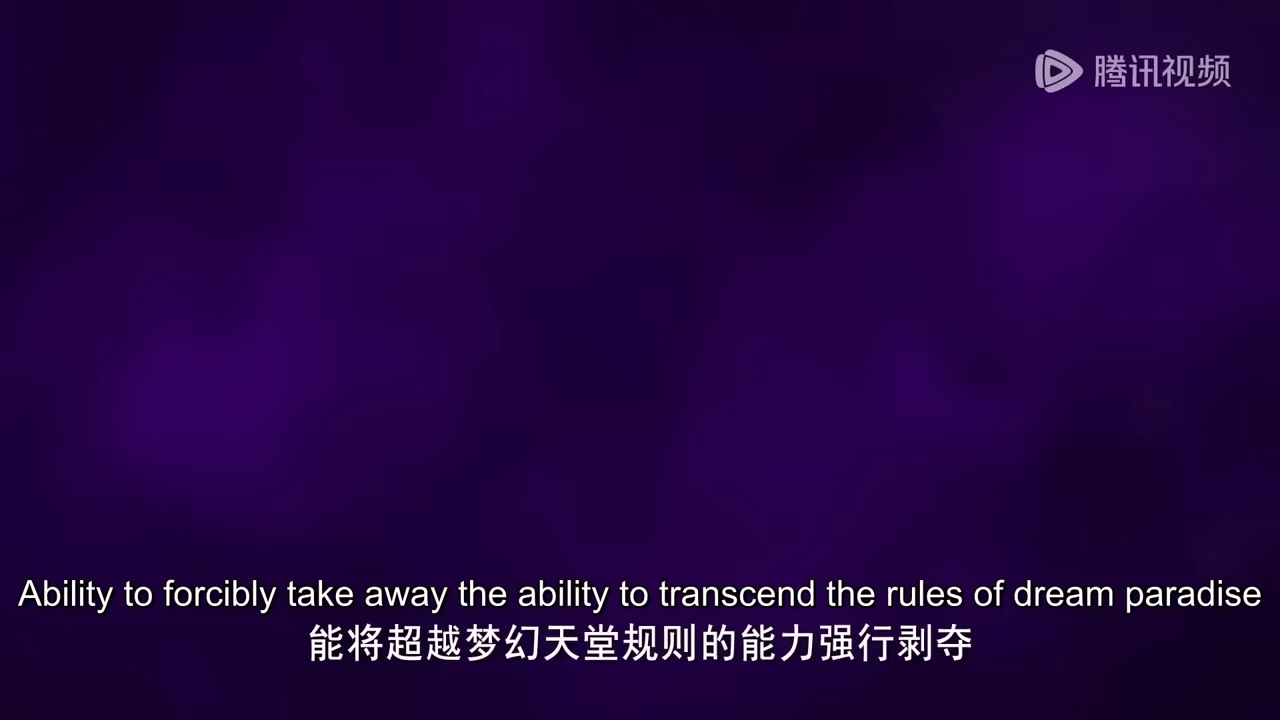 腾讯视频
Ability to forcibly take away the ability to transcend the rules of dream paradise
能将超越梦幻天堂规则的能力强行剥夺